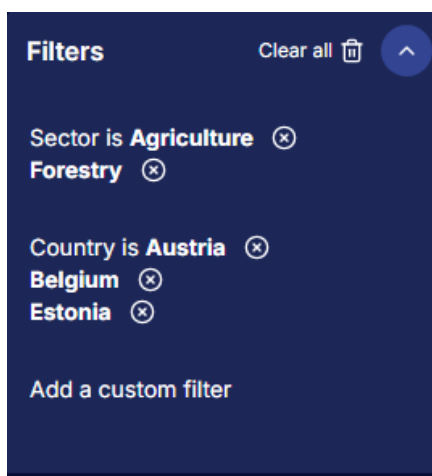 Filters Clear all
Sector is Agriculture
Forestry
Country is Austria
Belgium
Estonia
Add a custom filter